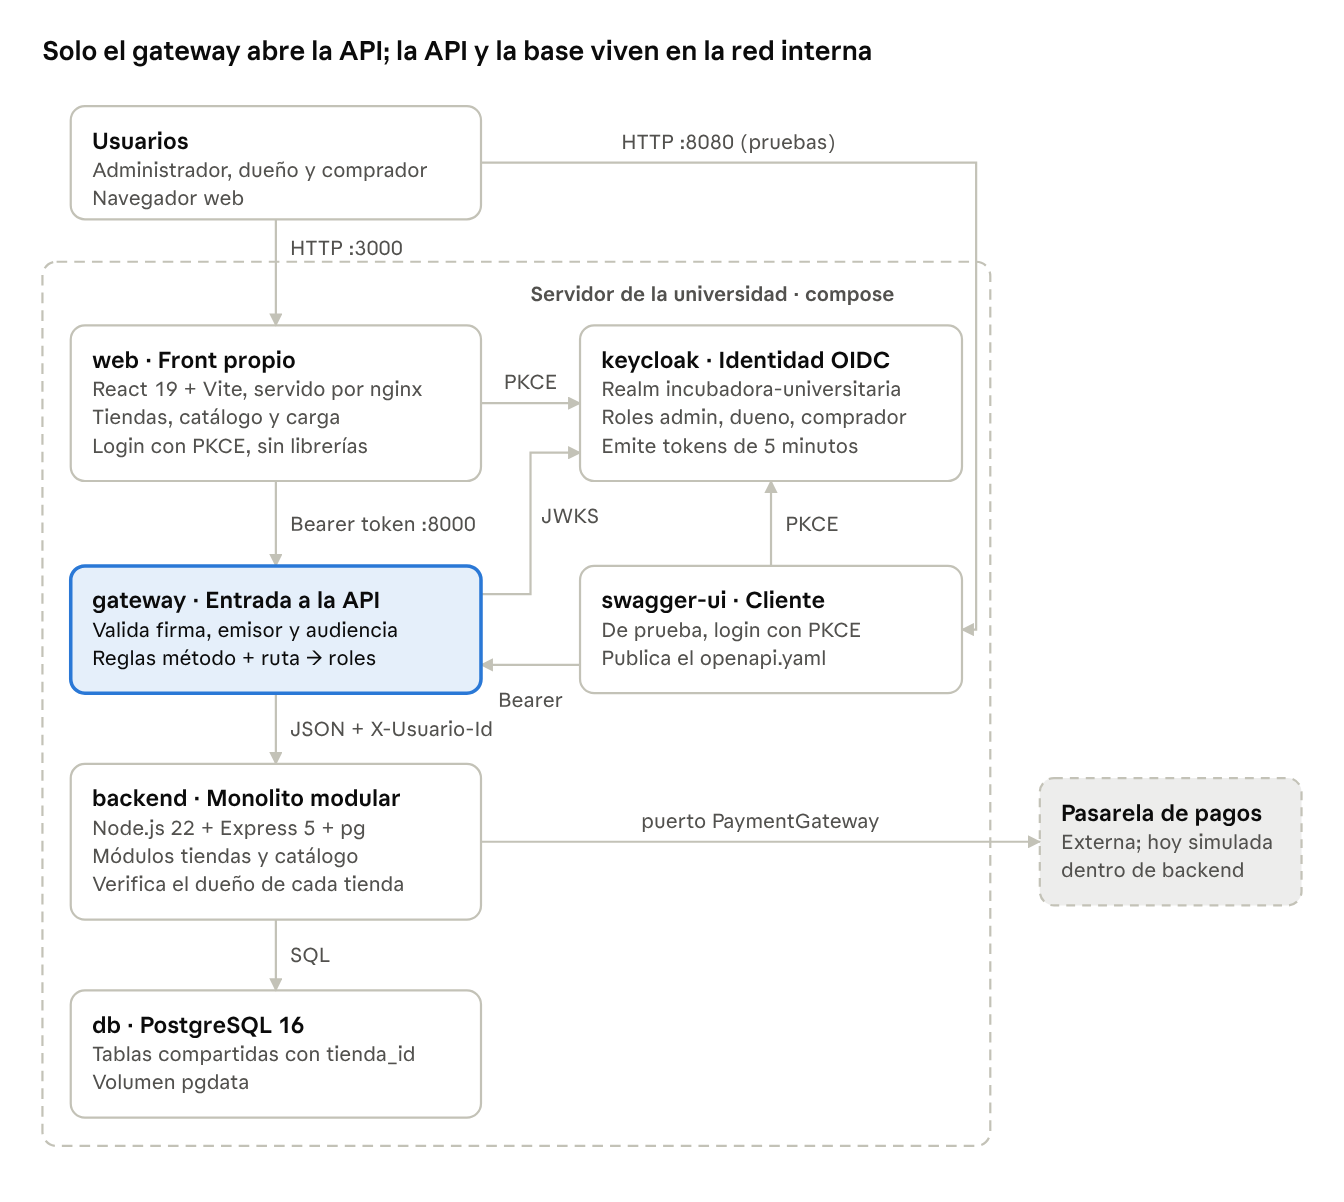 Solo el gateway abre la API; la API y la base viven en la red interna
Usuarios
Administrador, dueño y comprador
Navegador web
HTTP :8080 (pruebas)
HTTP :3000
Servidor de la universidad · compose
web · Front propio
React 19 + Vite, servido por nginx
Tiendas, catálogo y carga
Login con PKCE, sin librerías
PKCE
keycloak · Identidad OIDC
Realm incubadora-universitaria
Roles admin, dueno, comprador
Emite tokens de 5 minutos
Bearer token :8000
JWKS
PKCE
gateway · Entrada a la API
Valida firma, emisor y audiencia
Reglas método + ruta → roles
swagger-ui · Cliente
De prueba, login con PKCE
Publica el openapi.yaml
Bearer
JSON + X-Usuario-Id
backend · Monolito modular
Node.js 22 + Express 5 + pg
Módulos tiendas y catálogo
Verifica el dueño de cada tienda
puerto PaymentGateway
Pasarela de pagos
Externa; hoy simulada
dentro de backend
SQL
db · PostgreSQL 16
Tablas compartidas con tienda_id
Volumen pgdata